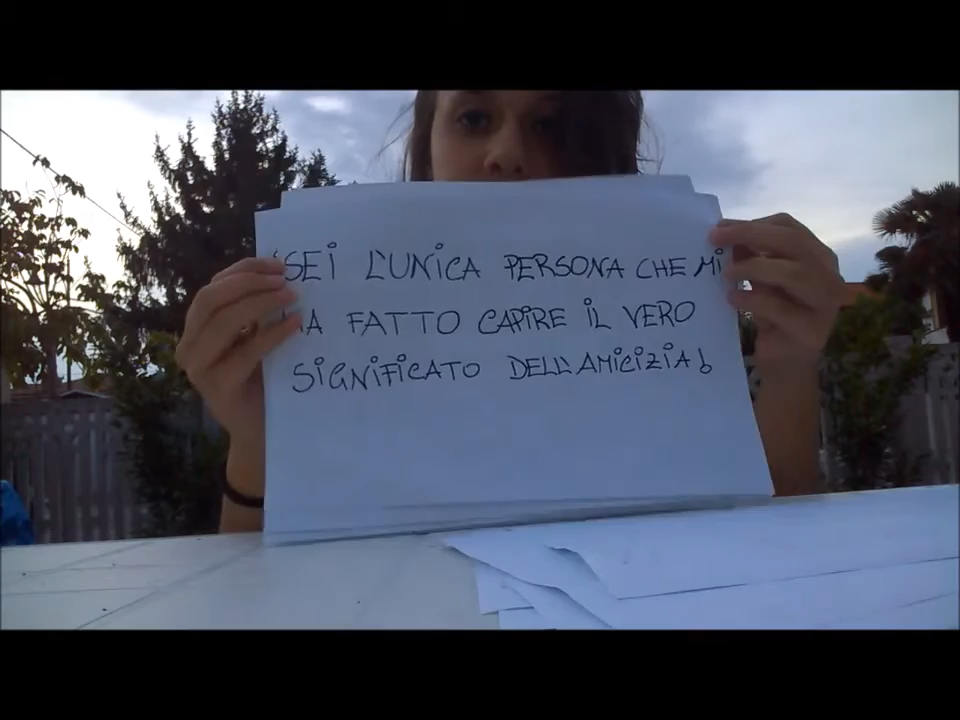 SEI L'UNICA PERSONA CHE MI
HA FATTO CAPIRE IL VERO
SIGNIFICATO DELL'AMICIZIA!